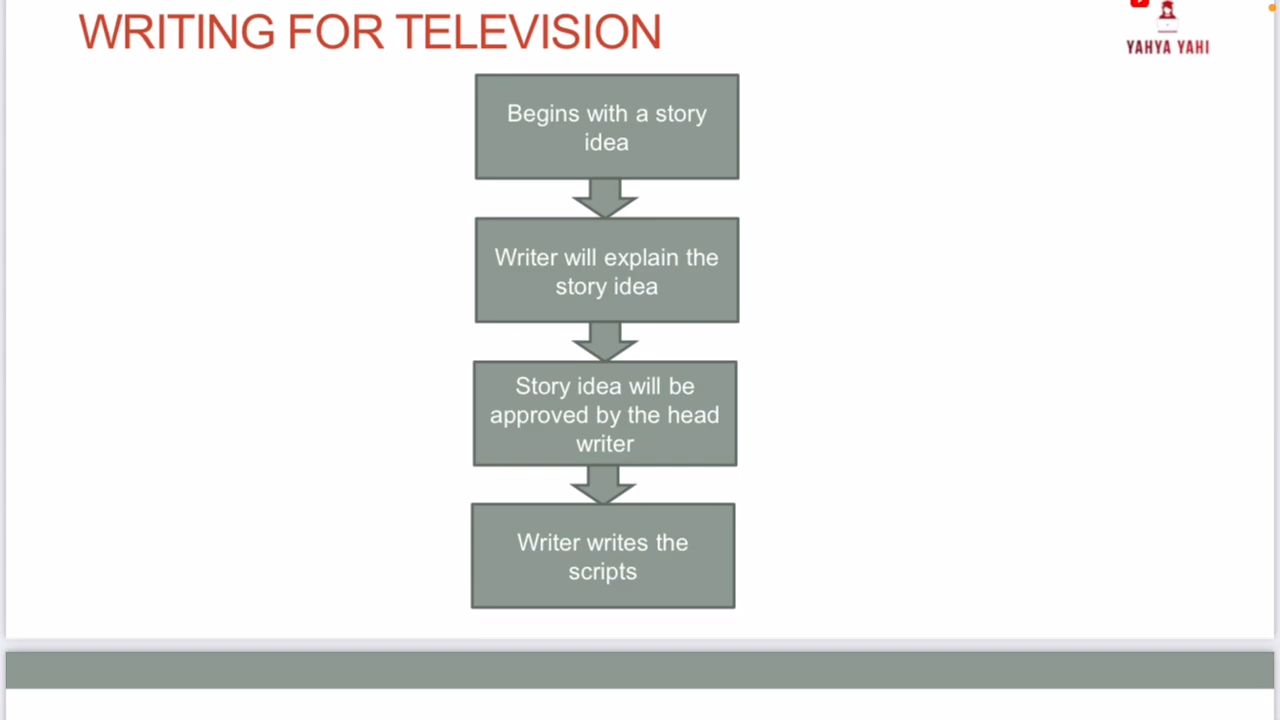 WRITING FOR TELEVISION
YAHYA YAHI
Begins with a story
idea
Writer will explain the
story idea
Story idea will be
approved by the head
writer
Writer writes the
scripts